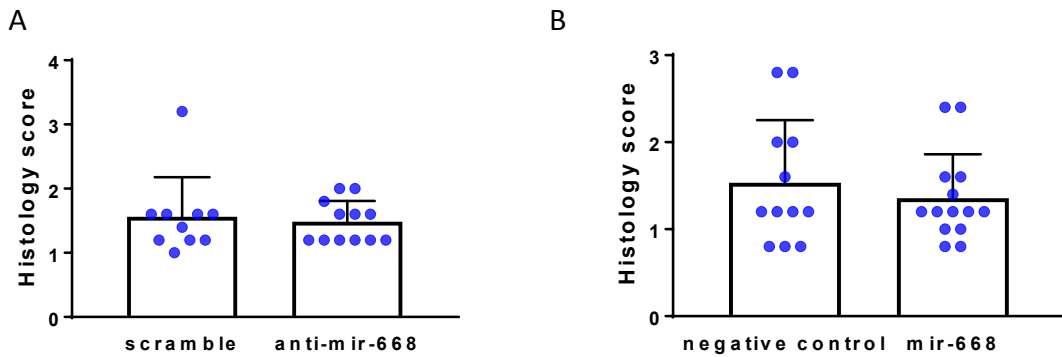 A
Histology score
4
3
2
1
0
scramble
anti-mir-668
B
Histology score
3
2
1
0
negative control
mir-668